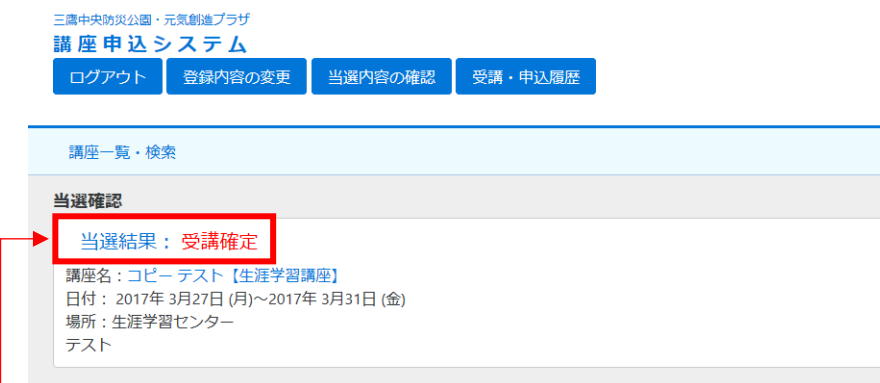 三鷹中央防災公園・元気創造プラザ
講座申込システム
ログアウト 登録内容の変更 当選内容の確認 受講・申込履歴
講座一覧・検索
当選確認
当選結果： 受講確定
講座名：コピー テスト【生涯学習講座】
日付： 2017年 3月27日 (月)～2017年 3月31日 (金)
場所：生涯学習センター
テスト